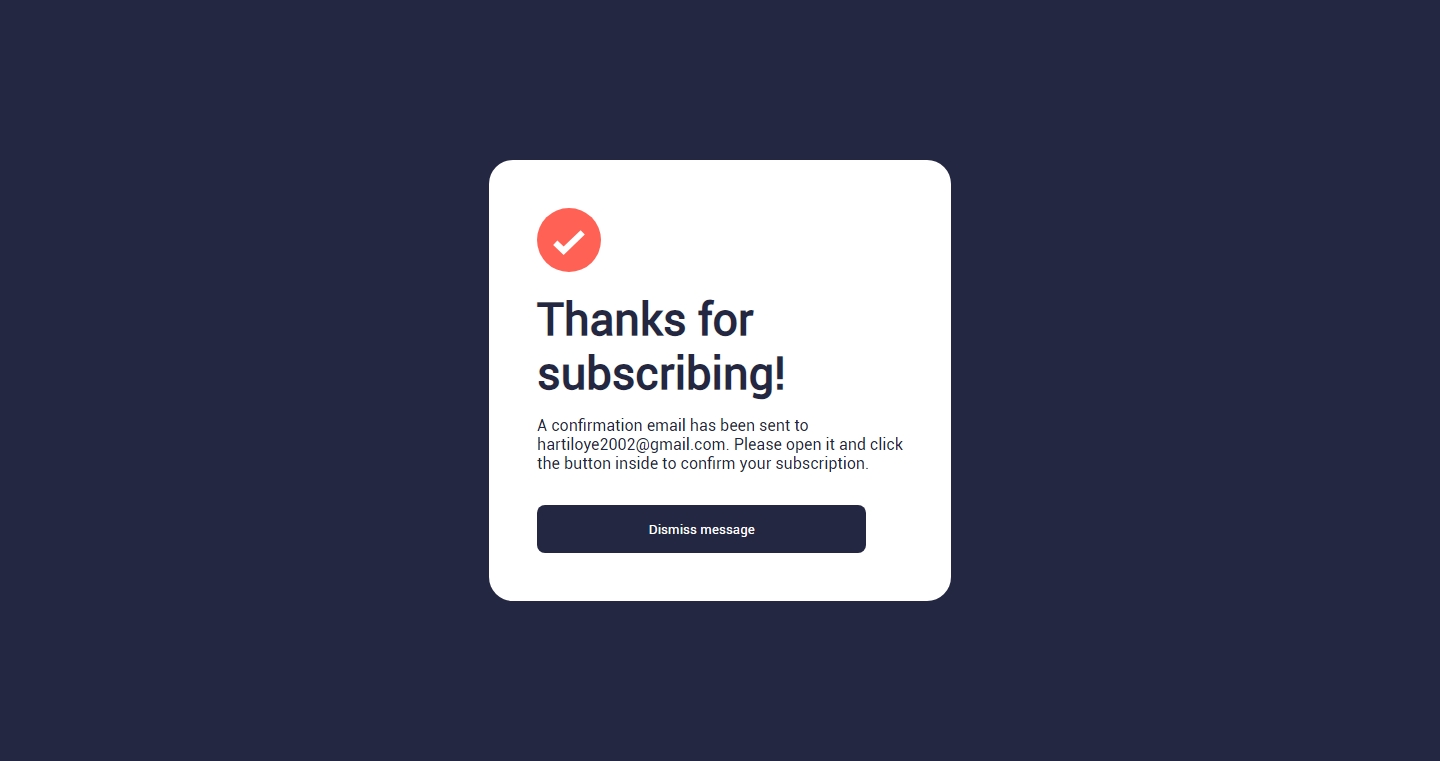 Thanks for
subscribing!
A confirmation email has been sent to
hartiloye2002@gmail.com. Please open it and click
the button inside to confirm your subscription.
Dismiss message